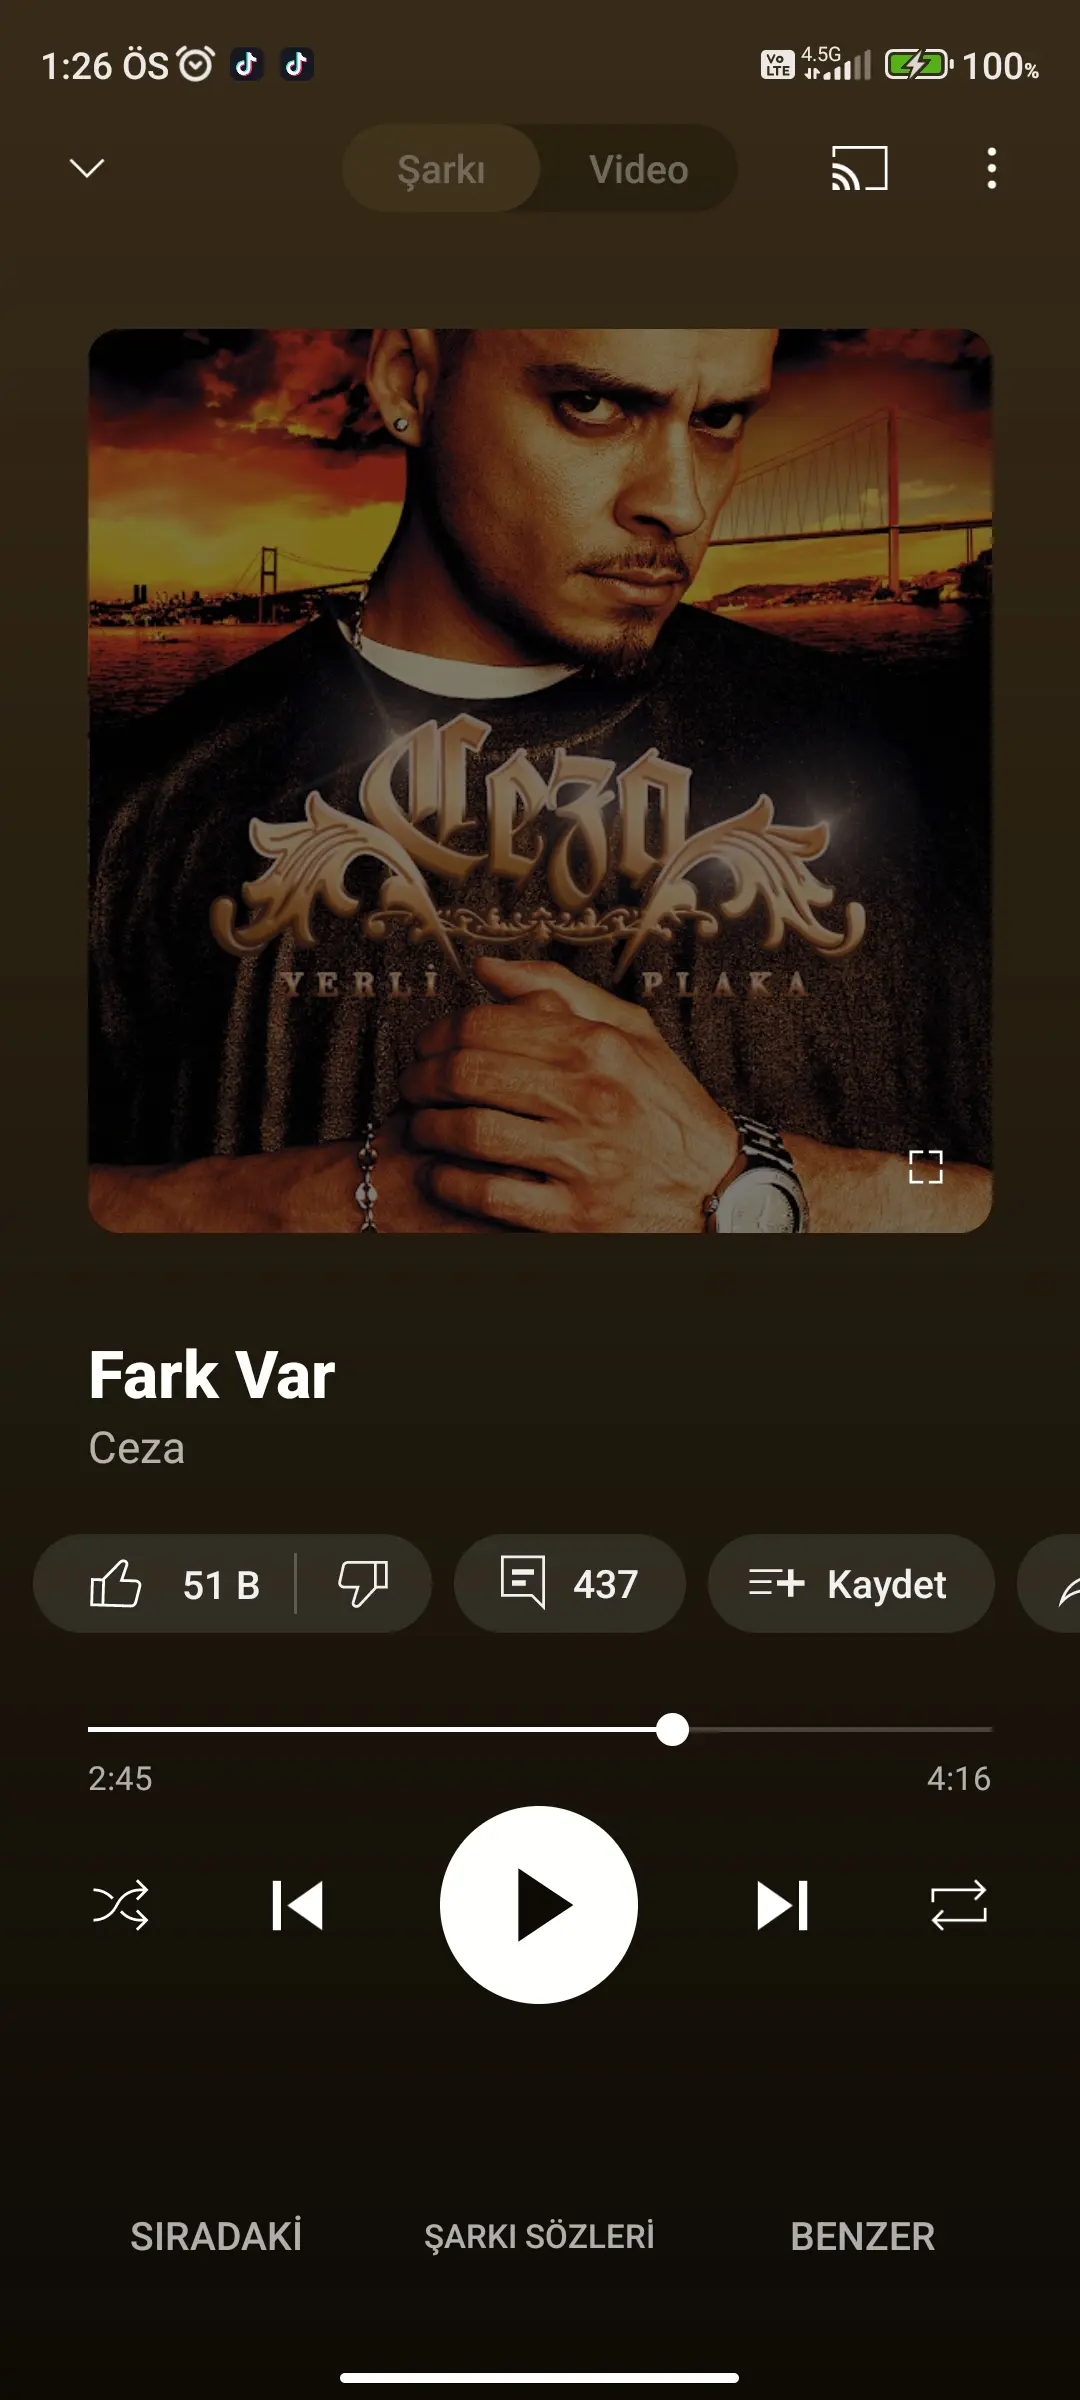 1:26 ÖS
Vo LTE 4.5G 100%
Şarkı Video
Ceza
YERLİ PLAKA
Fark Var
Ceza
51 B 437 Kaydet
2:45 4:16
SIRADAKİ ŞARKI SÖZLERİ BENZER